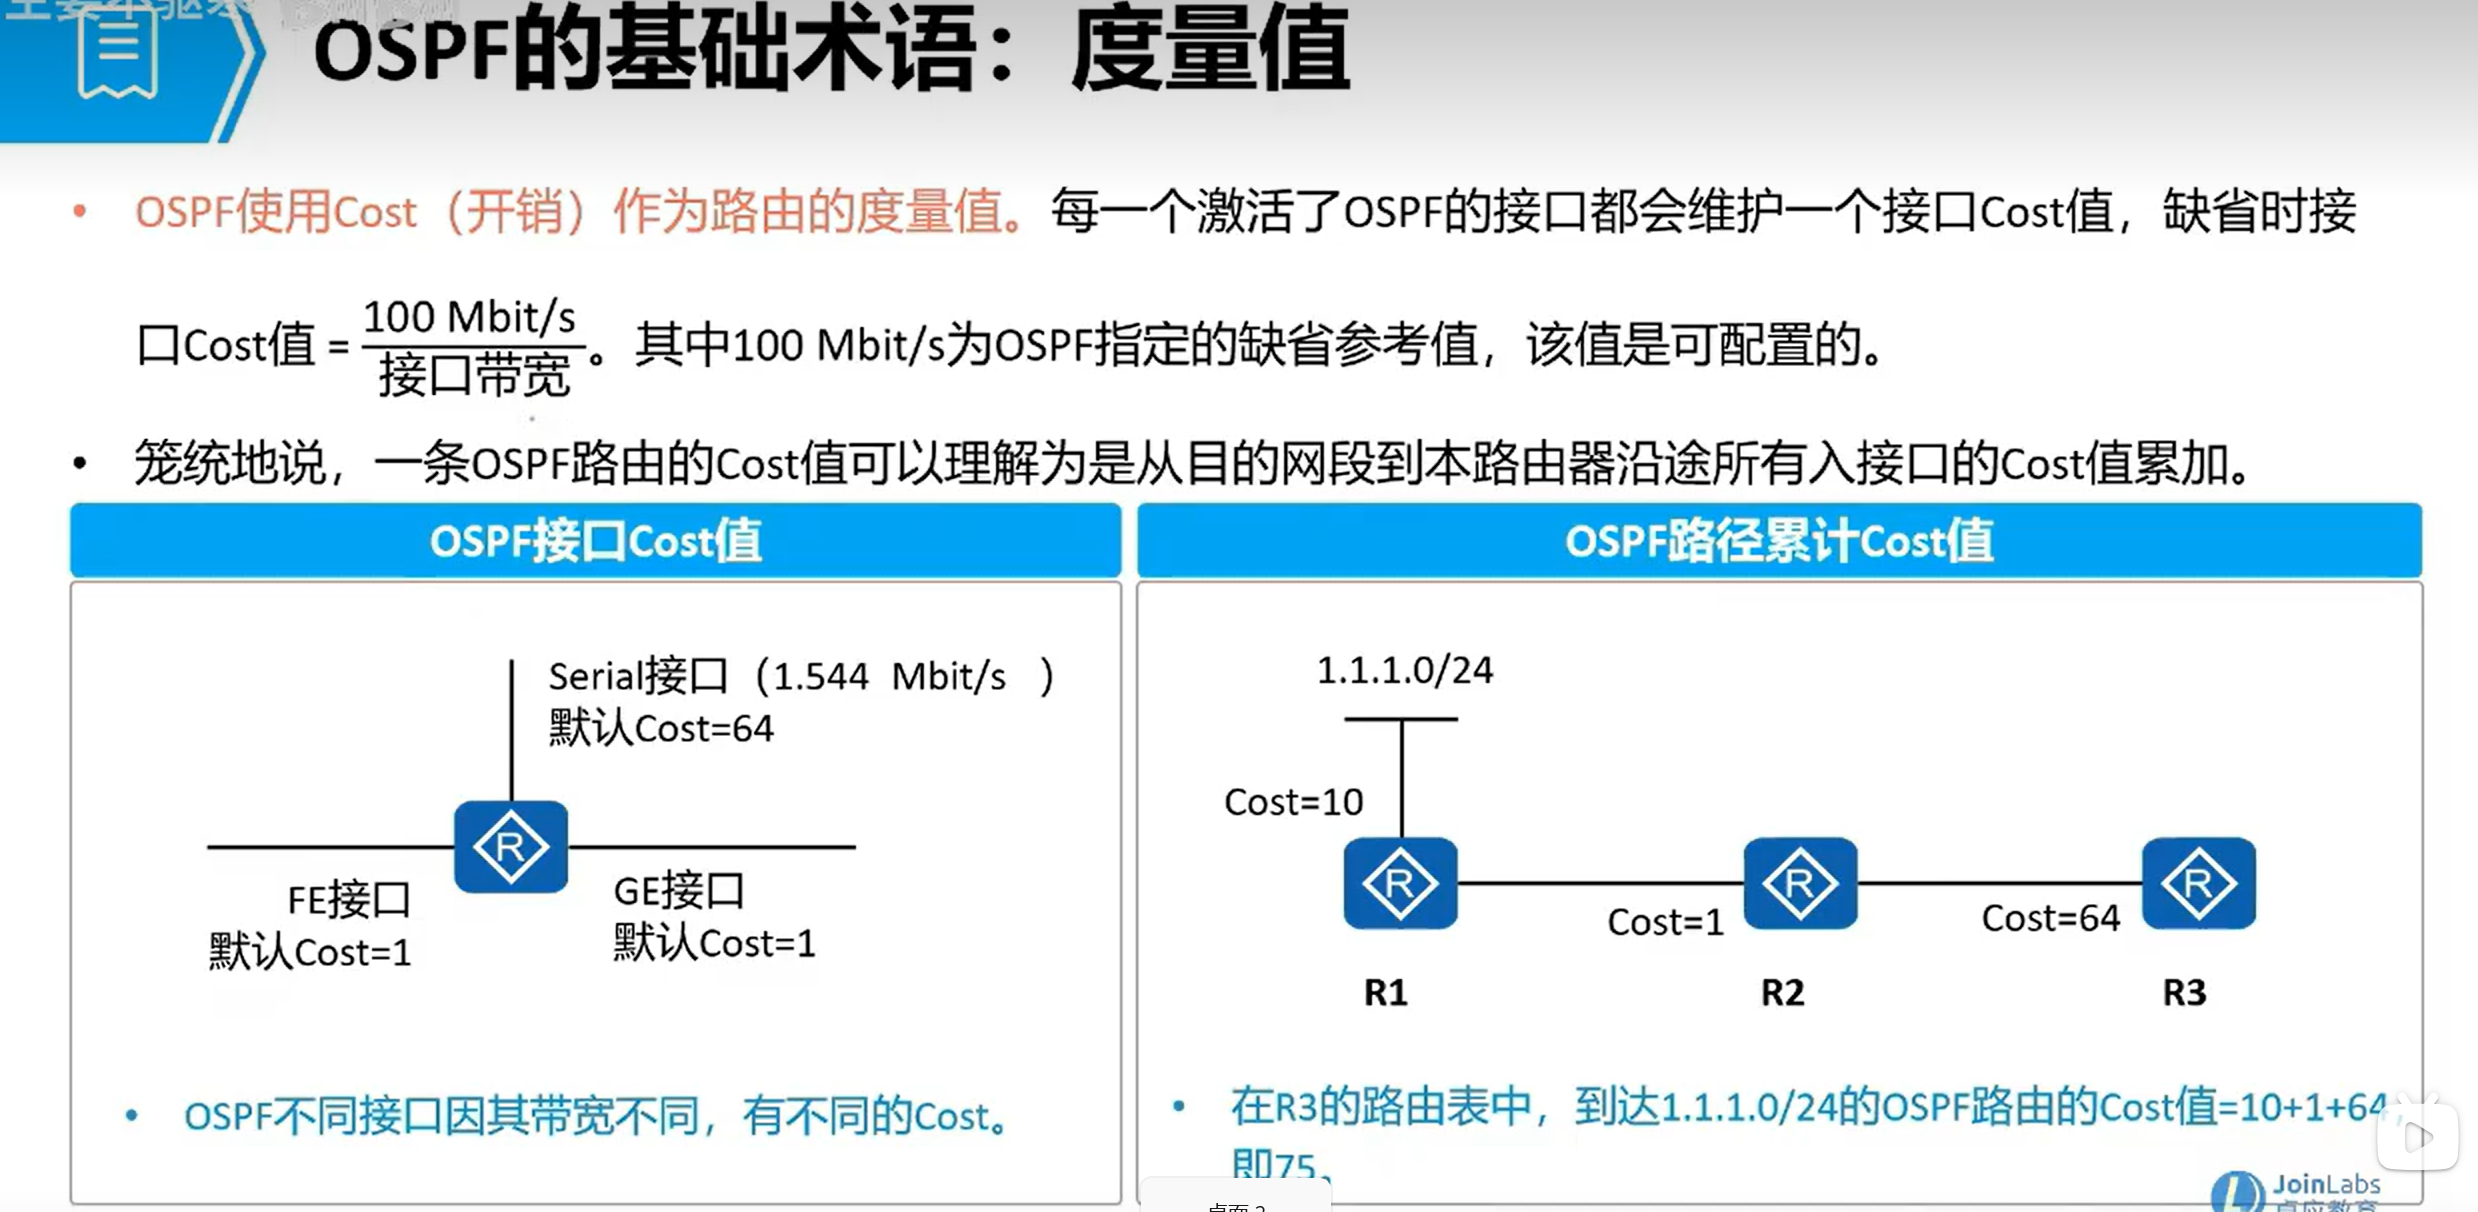 OSPF的基础术语：度量值
• OSPF使用Cost（开销）作为路由的度量值。每一个激活了OSPF的接口都会维护一个接口Cost值，缺省时接
口Cost值 = 100 Mbit/s
接口带宽
。其中100 Mbit/s为OSPF指定的缺省参考值，该值是可配置的。
• 笼统地说，一条OSPF路由的Cost值可以理解为是从目的网段到本路由器沿途所有入接口的Cost值累加。
OSPF接口Cost值
Serial接口（1.544 Mbit/s ）
默认Cost=64
R
FE接口
默认Cost=1
GE接口
默认Cost=1
• OSPF不同接口因其带宽不同，有不同的Cost。
OSPF路径累计Cost值
1.1.1.0/24
Cost=10
R
R
R
Cost=1
Cost=64
R1
R2
R3
• 在R3的路由表中，到达1.1.1.0/24的OSPF路由的Cost值=10+1+64，
即75。
JoinLabs
桌面 2